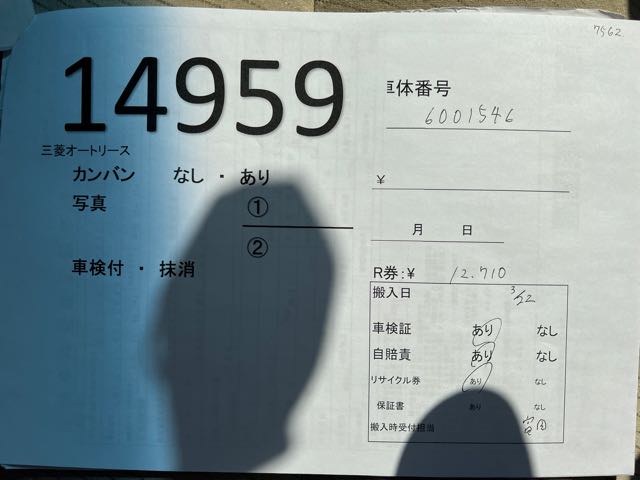 7562
14959
三菱オートリース
カンバン なし ・ あり
写真 ①
②
車検付 ・ 抹消
車体番号
6001546
¥
月 日
R券:¥ 12.710
搬入日 3/22
車検証 あり なし
自賠責 あり なし
リサイクル券 あり なし
保証書 あり なし
搬入時受付担当 富田